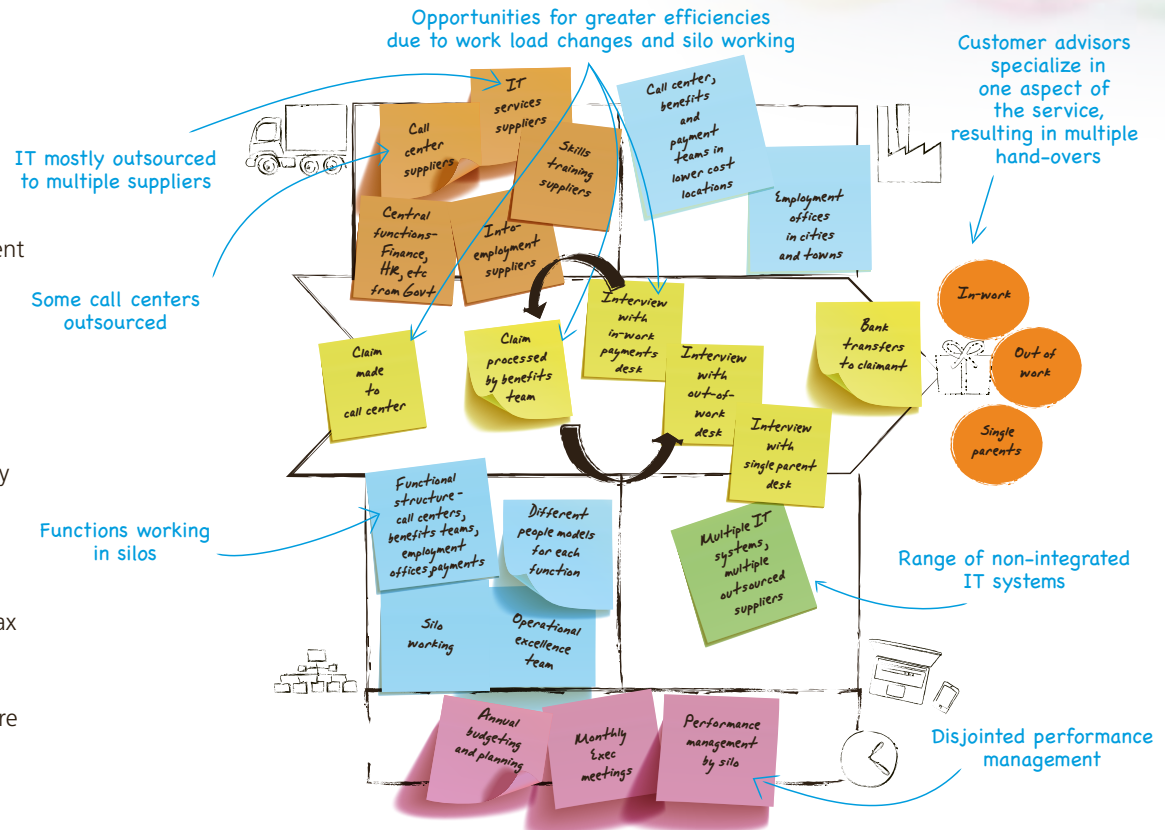 Opportunities for greater efficiencies
due to work load changes and silo working
Customer advisors
specialize in
one aspect of
the service,
resulting in multiple
hand-overs
IT mostly outsourced
to multiple suppliers
Some call centers
outsourced
ent
y
ax
re
IT
services
suppliers
Call
center
suppliers
Skills
training
suppliers
Central
functions-
Finance,
HR, etc
from Govt
Into-
employment
suppliers
Call center,
benefits
and
payment
teams in
lower cost
locations
Employment
offices
in cities
and towns
Claim
made
to
call center
Claim
processed
by benefits
team
Interview
with
in-work
payments
desk
Interview
with
out-of-
work
desk
Interview
with
single parent
desk
Bank
transfers
to claimant
In-work
Out of
work
Single
parents
Functions working
in silos
Functional
structure-
call centers,
benefits teams,
employment
offices,payments
Different
people models
for each
function
Silo
working
Operational
excellence
team
Multiple IT
systems,
multiple
outsourced
suppliers
Range of non-integrated
IT systems
Annual
budgeting
and planning
Monthly
Exec
meetings
Performance
management
by silo
Disjointed performance
management